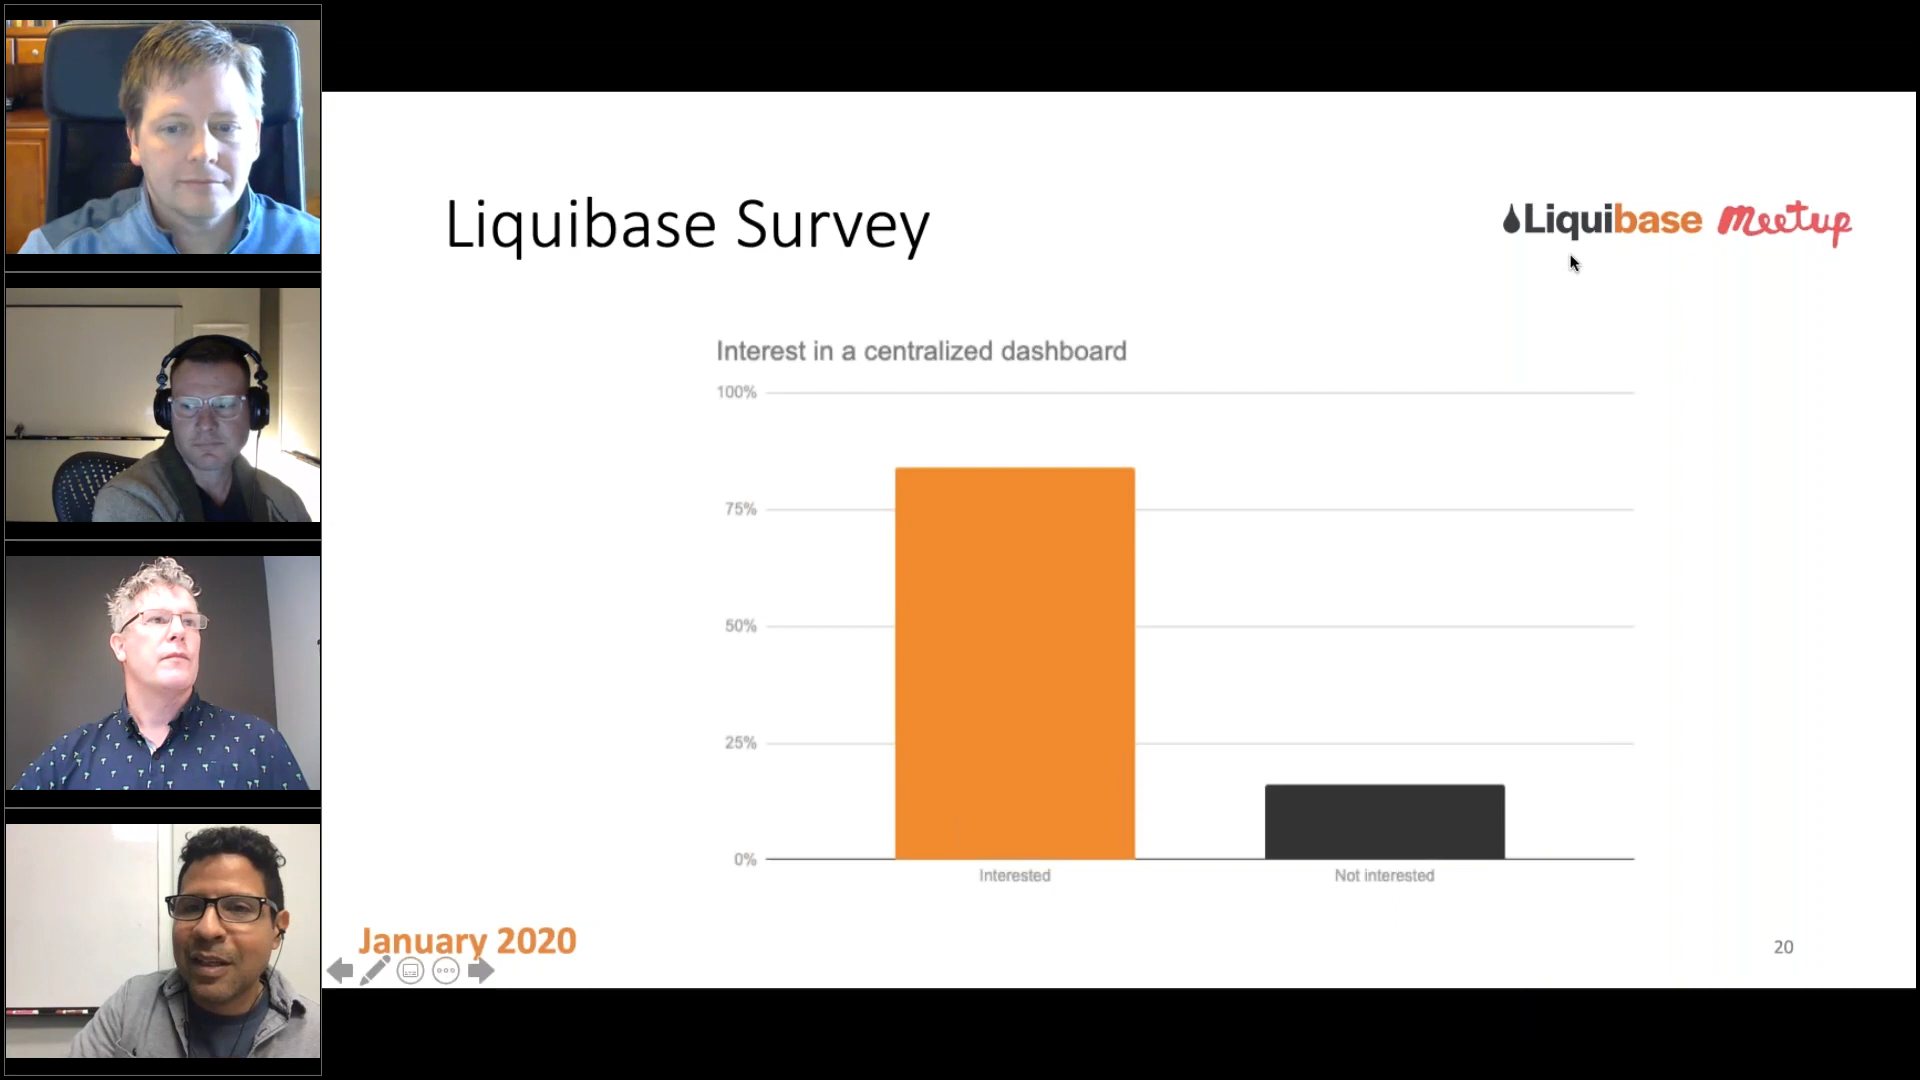 Liquibase Survey
Liquibase Meetup
Interest in a centralized dashboard
100%
75%
50%
25%
0%
Interested
Not interested
January 2020
20